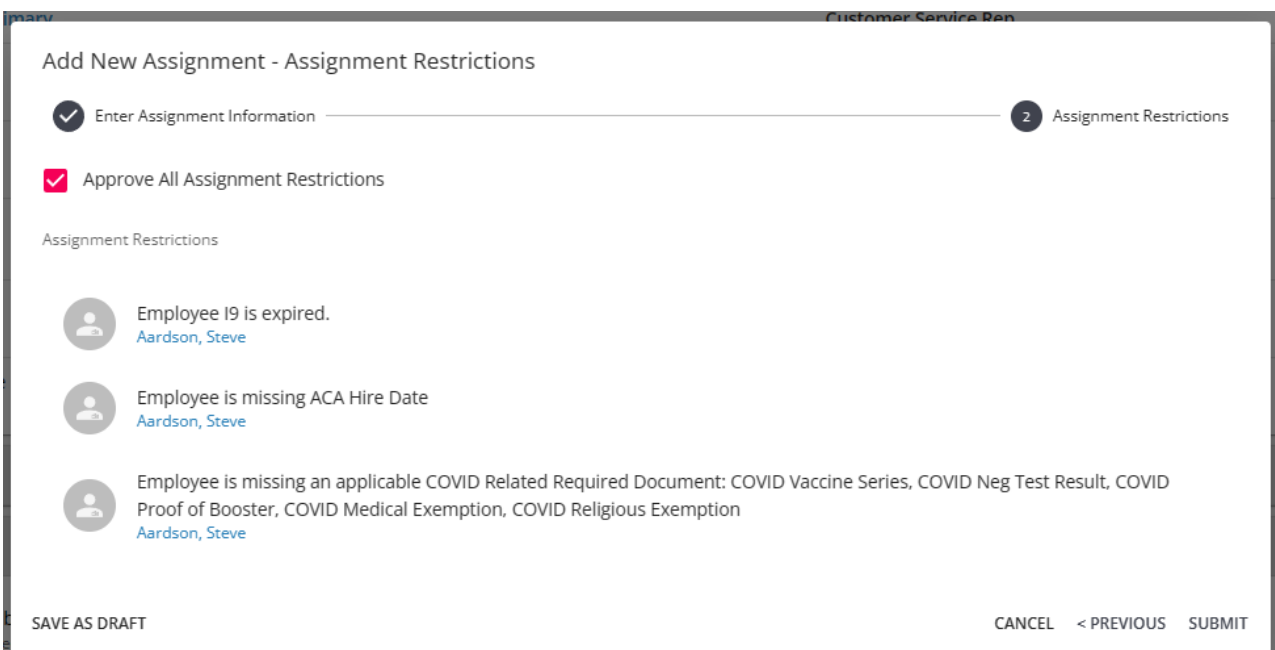 Customer Service Rep
Add New Assignment - Assignment Restrictions
Enter Assignment Information
2 Assignment Restrictions
Approve All Assignment Restrictions
Assignment Restrictions
Employee I9 is expired.
Aardson, Steve
Employee is missing ACA Hire Date
Aardson, Steve
Employee is missing an applicable COVID Related Required Document: COVID Vaccine Series, COVID Neg Test Result, COVID
Proof of Booster, COVID Medical Exemption, COVID Religious Exemption
Aardson, Steve
SAVE AS DRAFT
CANCEL < PREVIOUS SUBMIT